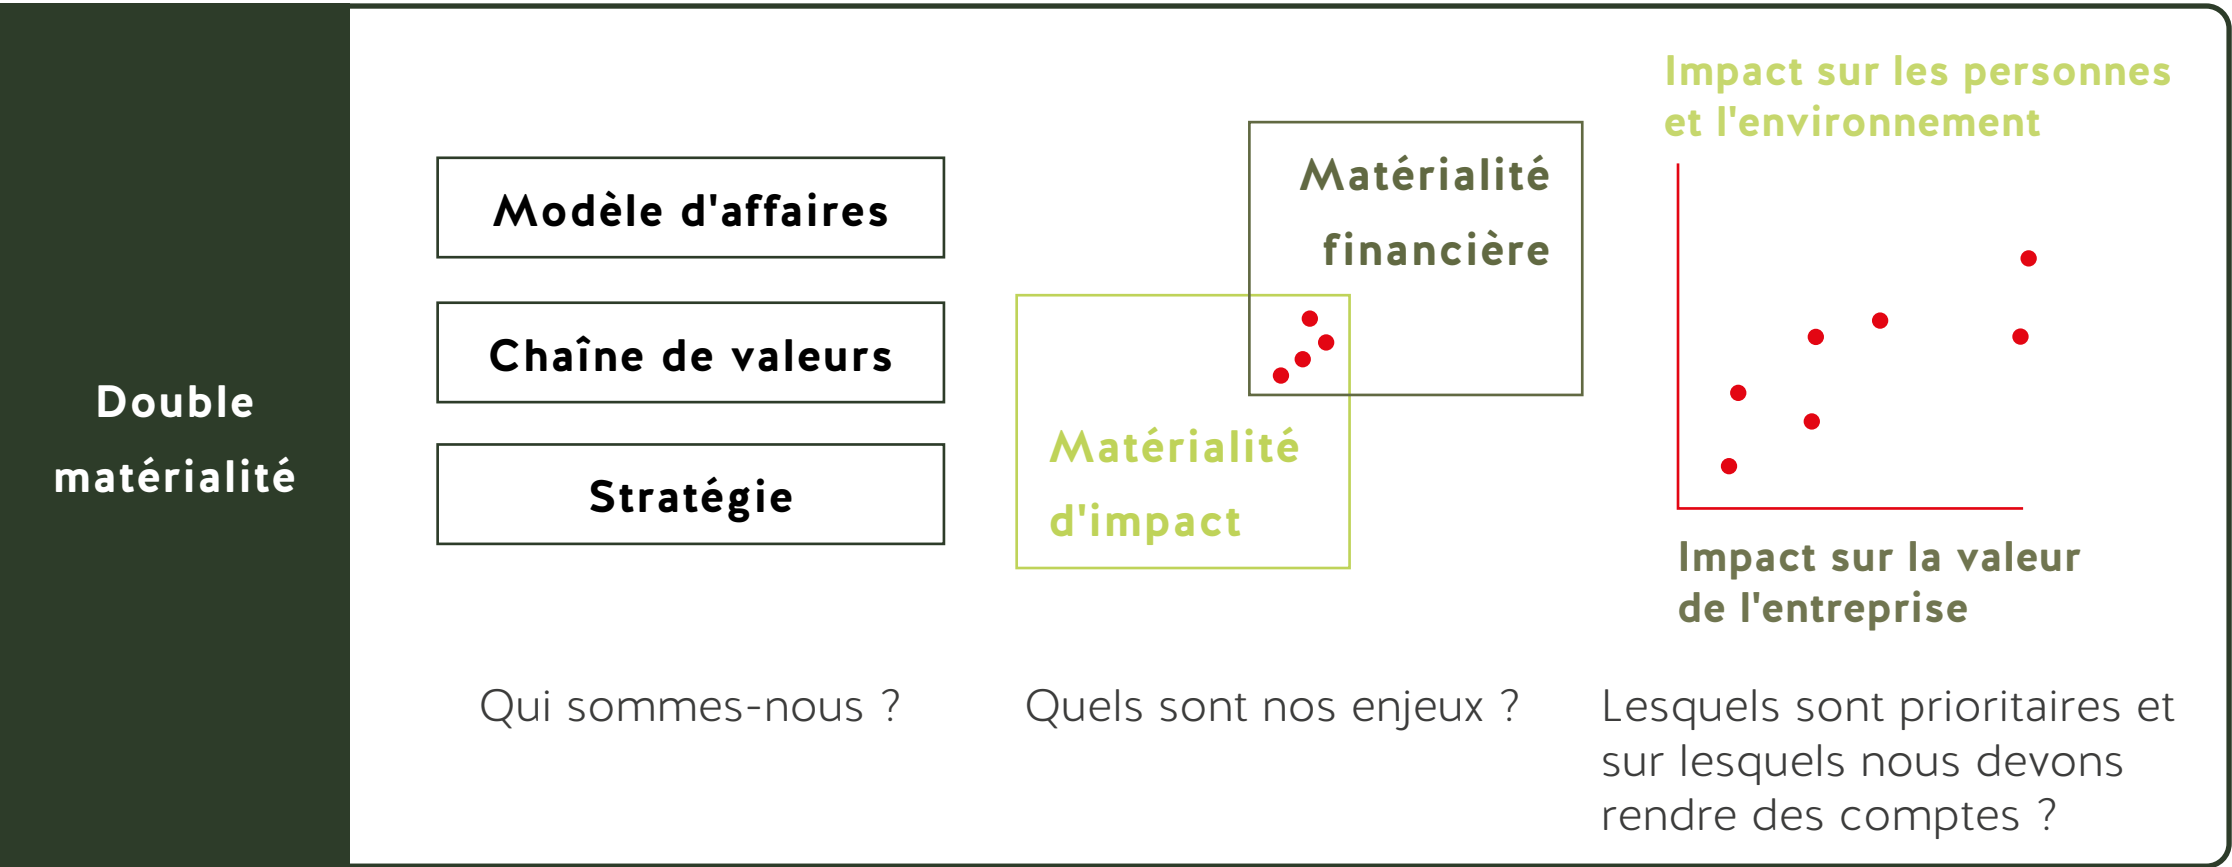 Double
matérialité
Modèle d'affaires
Chaîne de valeurs
Stratégie
Qui sommes-nous ?
Matérialité
financière
Matérialité
d'impact
Quels sont nos enjeux ?
Impact sur les personnes
et l'environnement
Impact sur la valeur
de l'entreprise
Lesquels sont prioritaires et
sur lesquels nous devons
rendre des comptes ?